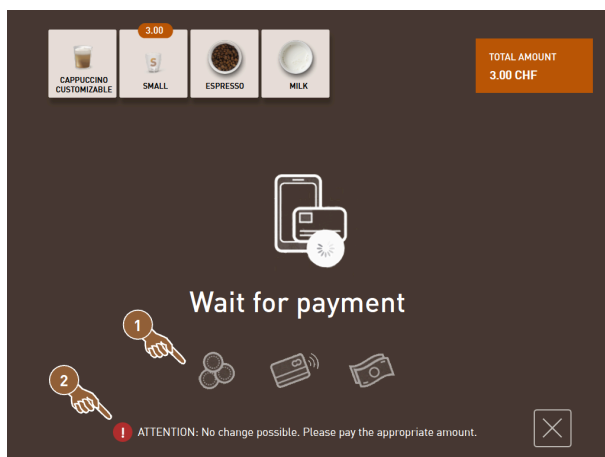 3.00
S
CAPPUCCINO
CUSTOMIZABLE
SMALL
ESPRESSO
MILK
TOTAL AMOUNT
3.00 CHF
Wait for payment
1
2
! ATTENTION: No change possible. Please pay the appropriate amount.